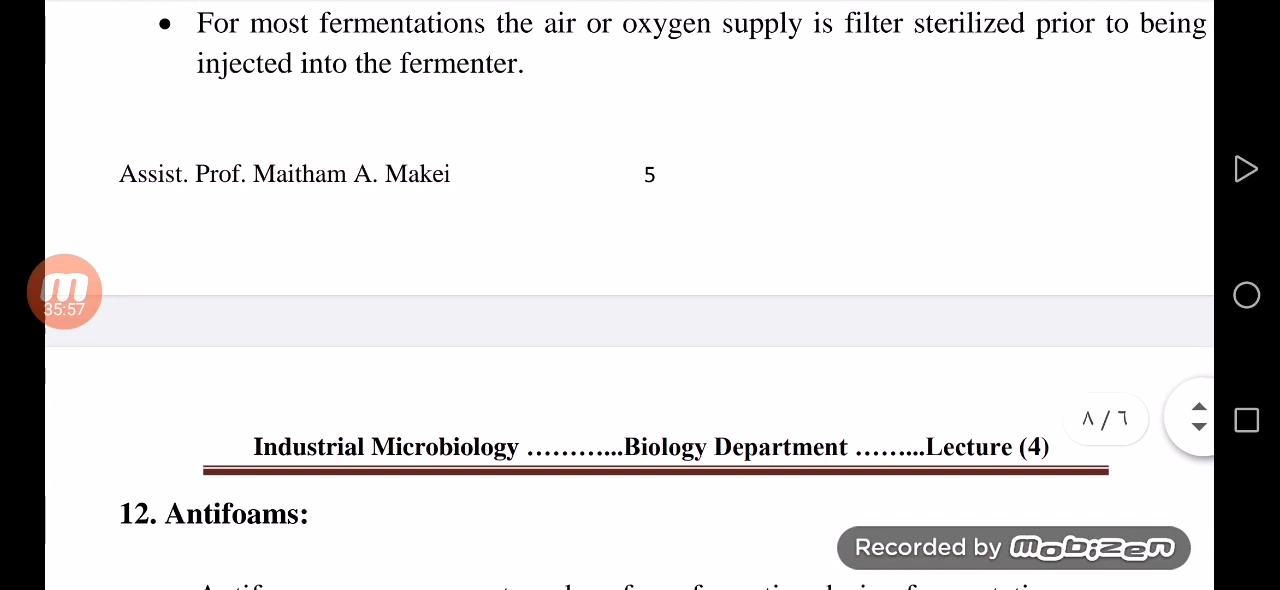 • For most fermentations the air or oxygen supply is filter sterilized prior to being
injected into the fermenter.
Assist. Prof. Maitham A. Makei 5
35:57
٨/٦
Industrial Microbiology ............Biology Department .........Lecture (4)
12. Antifoams:
Recorded by Mobizen